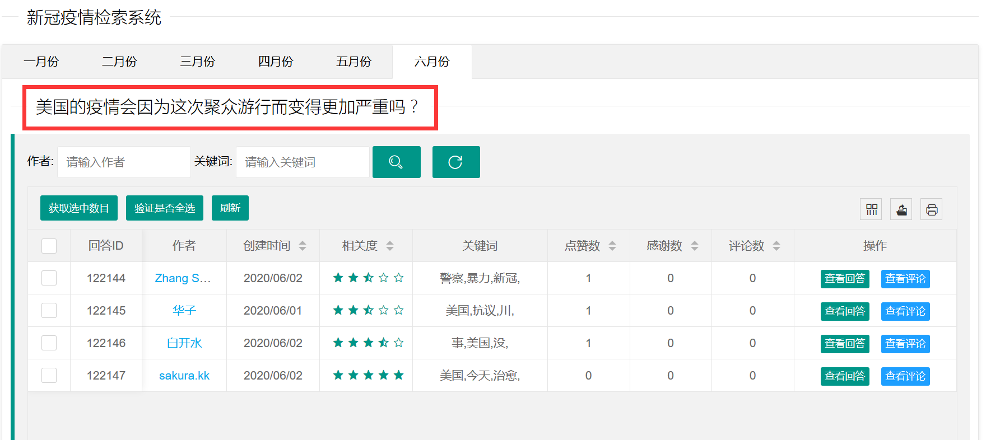 新冠疫情检索系统
一月份 二月份 三月份 四月份 五月份 六月份
美国的疫情会因为这次聚众游行而变得更加严重吗？
作者: 请输入作者 关键词: 请输入关键词
获取选中数目 验证是否全选 刷新
回答ID 作者 创建时间 相关度 关键词 点赞数 感谢数 评论数 操作
122144 Zhang S... 2020/06/02 警察,暴力,新冠, 1 0 0 查看回答 查看评论
122145 华子 2020/06/01 美国,抗议,川, 1 0 0 查看回答 查看评论
122146 白开水 2020/06/02 事,美国,没, 1 0 0 查看回答 查看评论
122147 sakura.kk 2020/06/02 美国,今天,治愈, 0 0 0 查看回答 查看评论